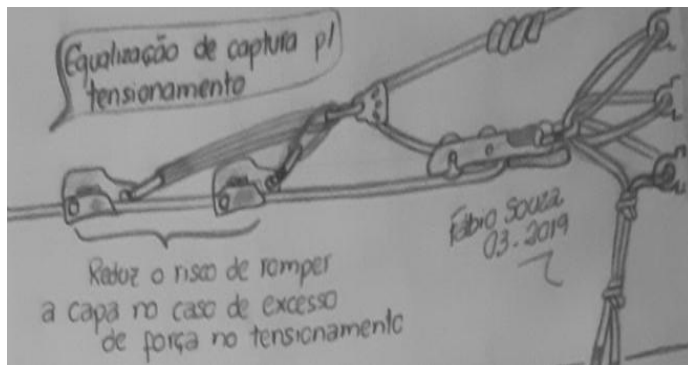 Equalização de captura p/
tensionamento
Reduz o risco de romper
a capa no caso de excesso
de força no tensionamento
Fábio Souza
03-2019